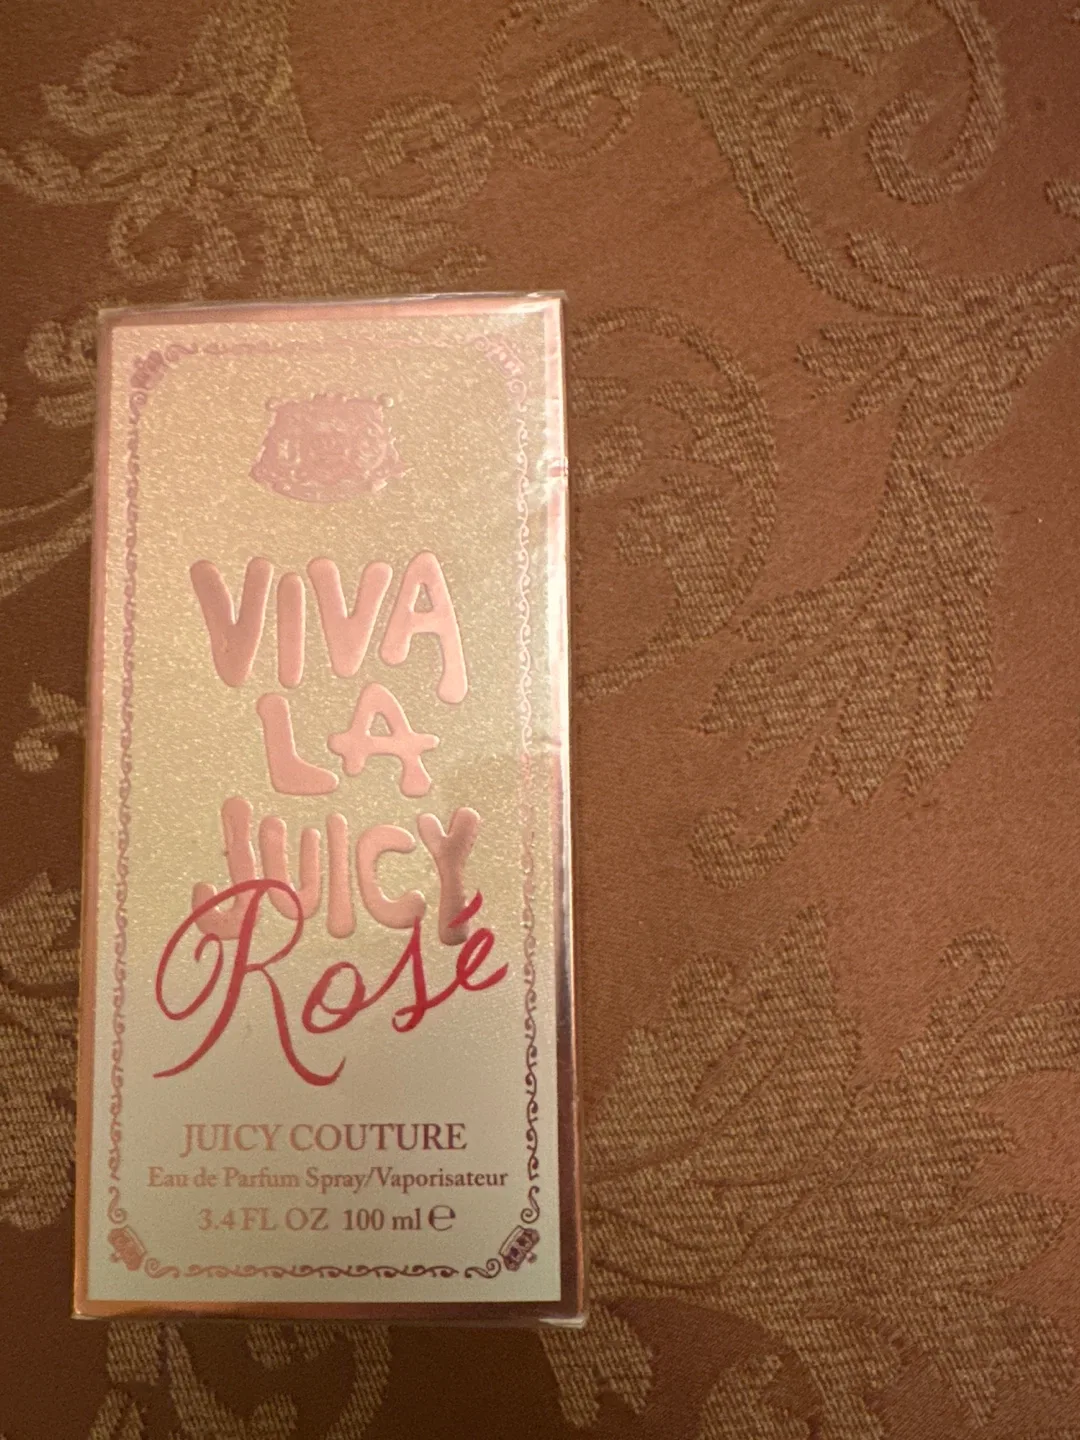 VIVA
LA
JUICY
Rosé
JUICY COUTURE
Eau de Parfum Spray/Vaporisateur
3.4 FL OZ 100 ml ℮